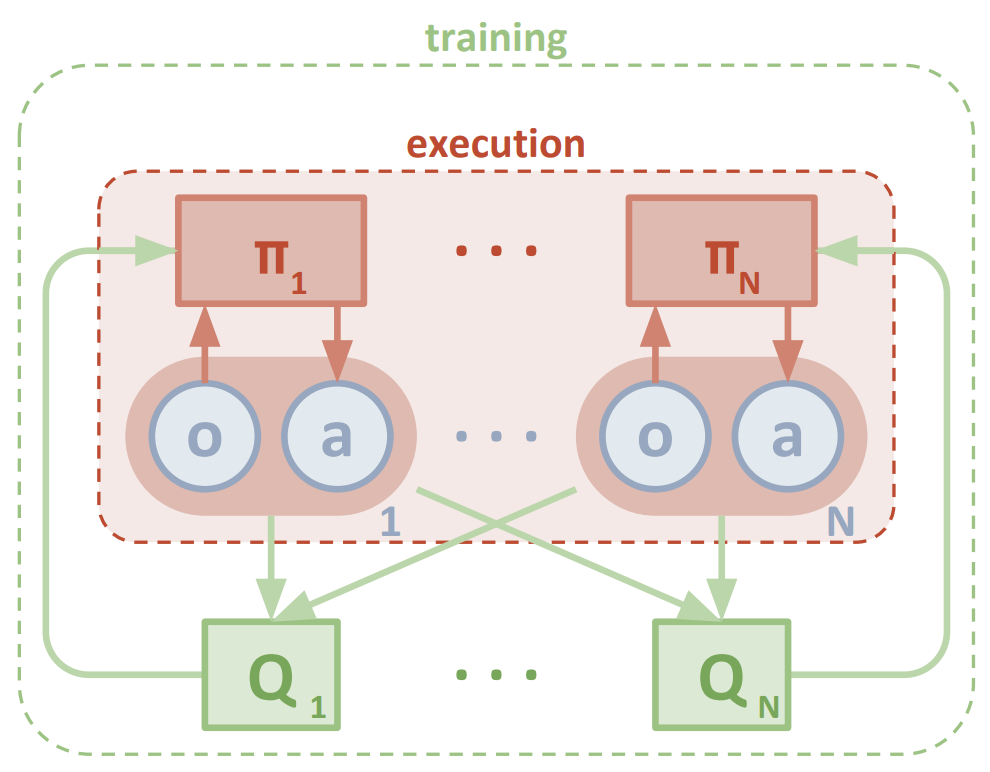 training
execution
π1 . . . πN
o a . . . o a
1 N
Q1 . . . QN